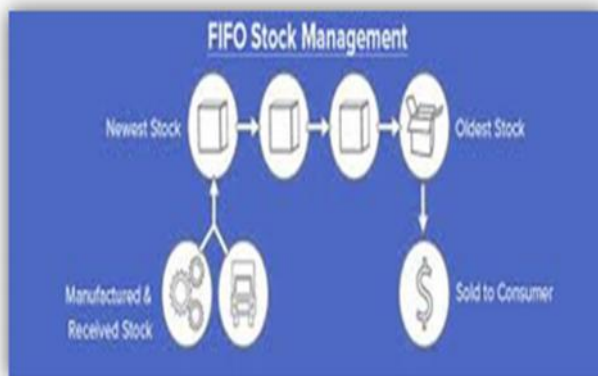 FIFO Stock Management
Newest Stock
Oldest Stock
Manufactured &
Received Stock
$
Sold to Consumer